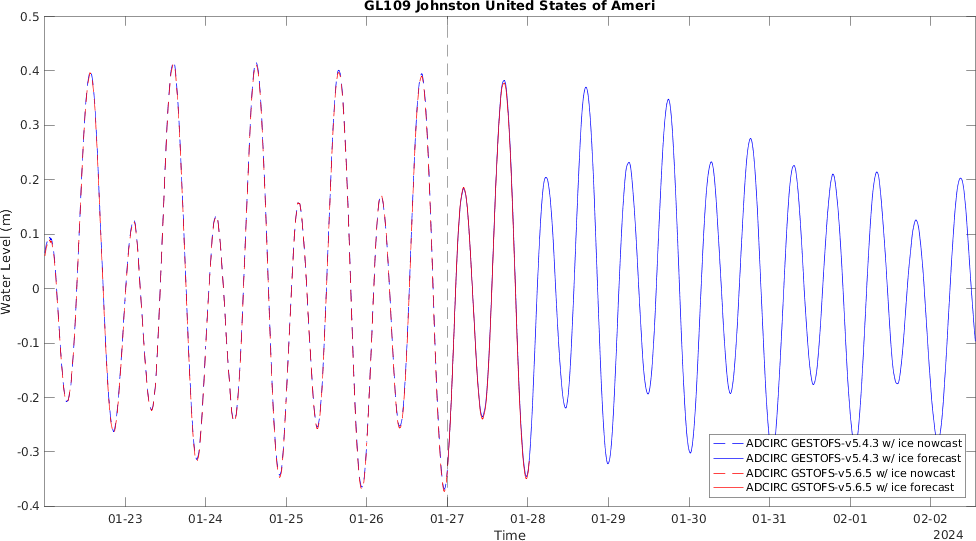 GL109 Johnston United States of Ameri
Water Level (m)
0.5
0.4
0.3
0.2
0.1
0
-0.1
-0.2
-0.3
-0.4
ADCIRC GESTOFS-v5.4.3 w/ ice nowcast
ADCIRC GESTOFS-v5.4.3 w/ ice forecast
ADCIRC GSTOFS-v5.6.5 w/ ice nowcast
ADCIRC GSTOFS-v5.6.5 w/ ice forecast
01-23 01-24 01-25 01-26 01-27 01-28 01-29 01-30 01-31 02-01 02-02
Time
2024